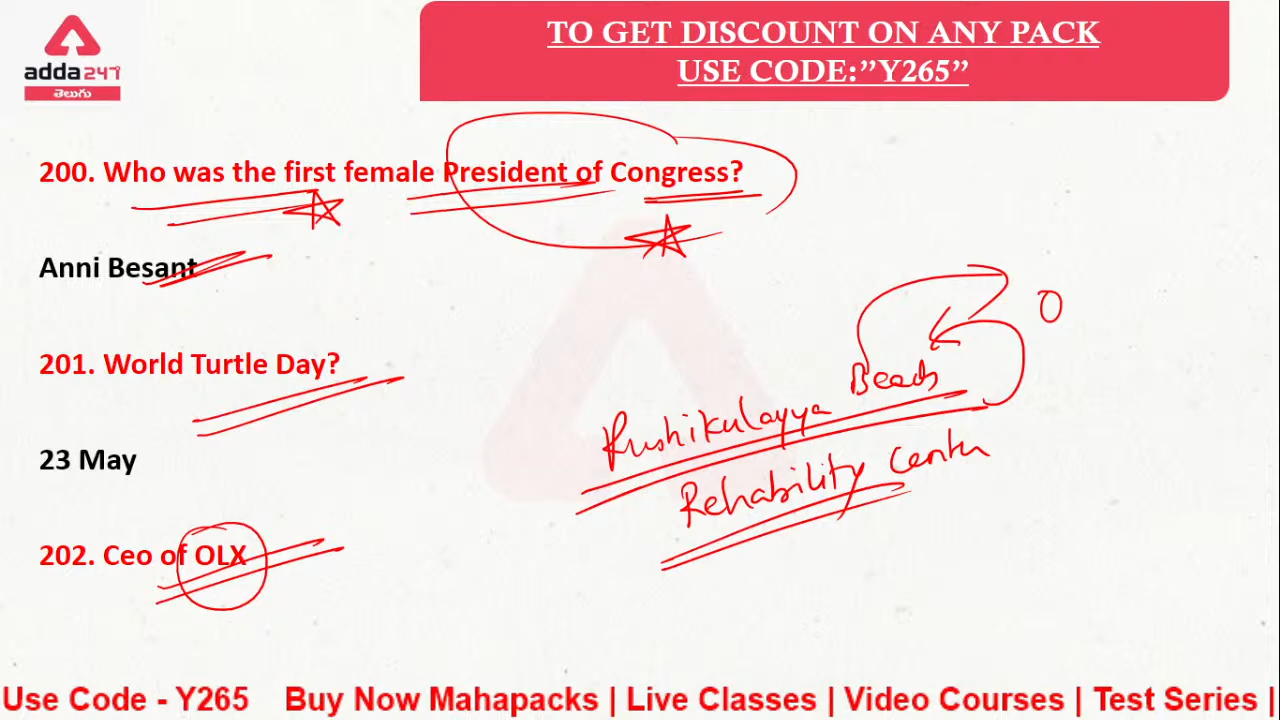 TO GET DISCOUNT ON ANY PACK
USE CODE:”Y265”
adda247
తెలుగు
200. Who was the first female President of Congress?
Anni Besant
201. World Turtle Day?
23 May
202. Ceo of OLX
O
Beach
Rushikulayya
Rehability Center
Use Code - Y265 Buy Now Mahapacks | Live Classes | Video Courses | Test Series |